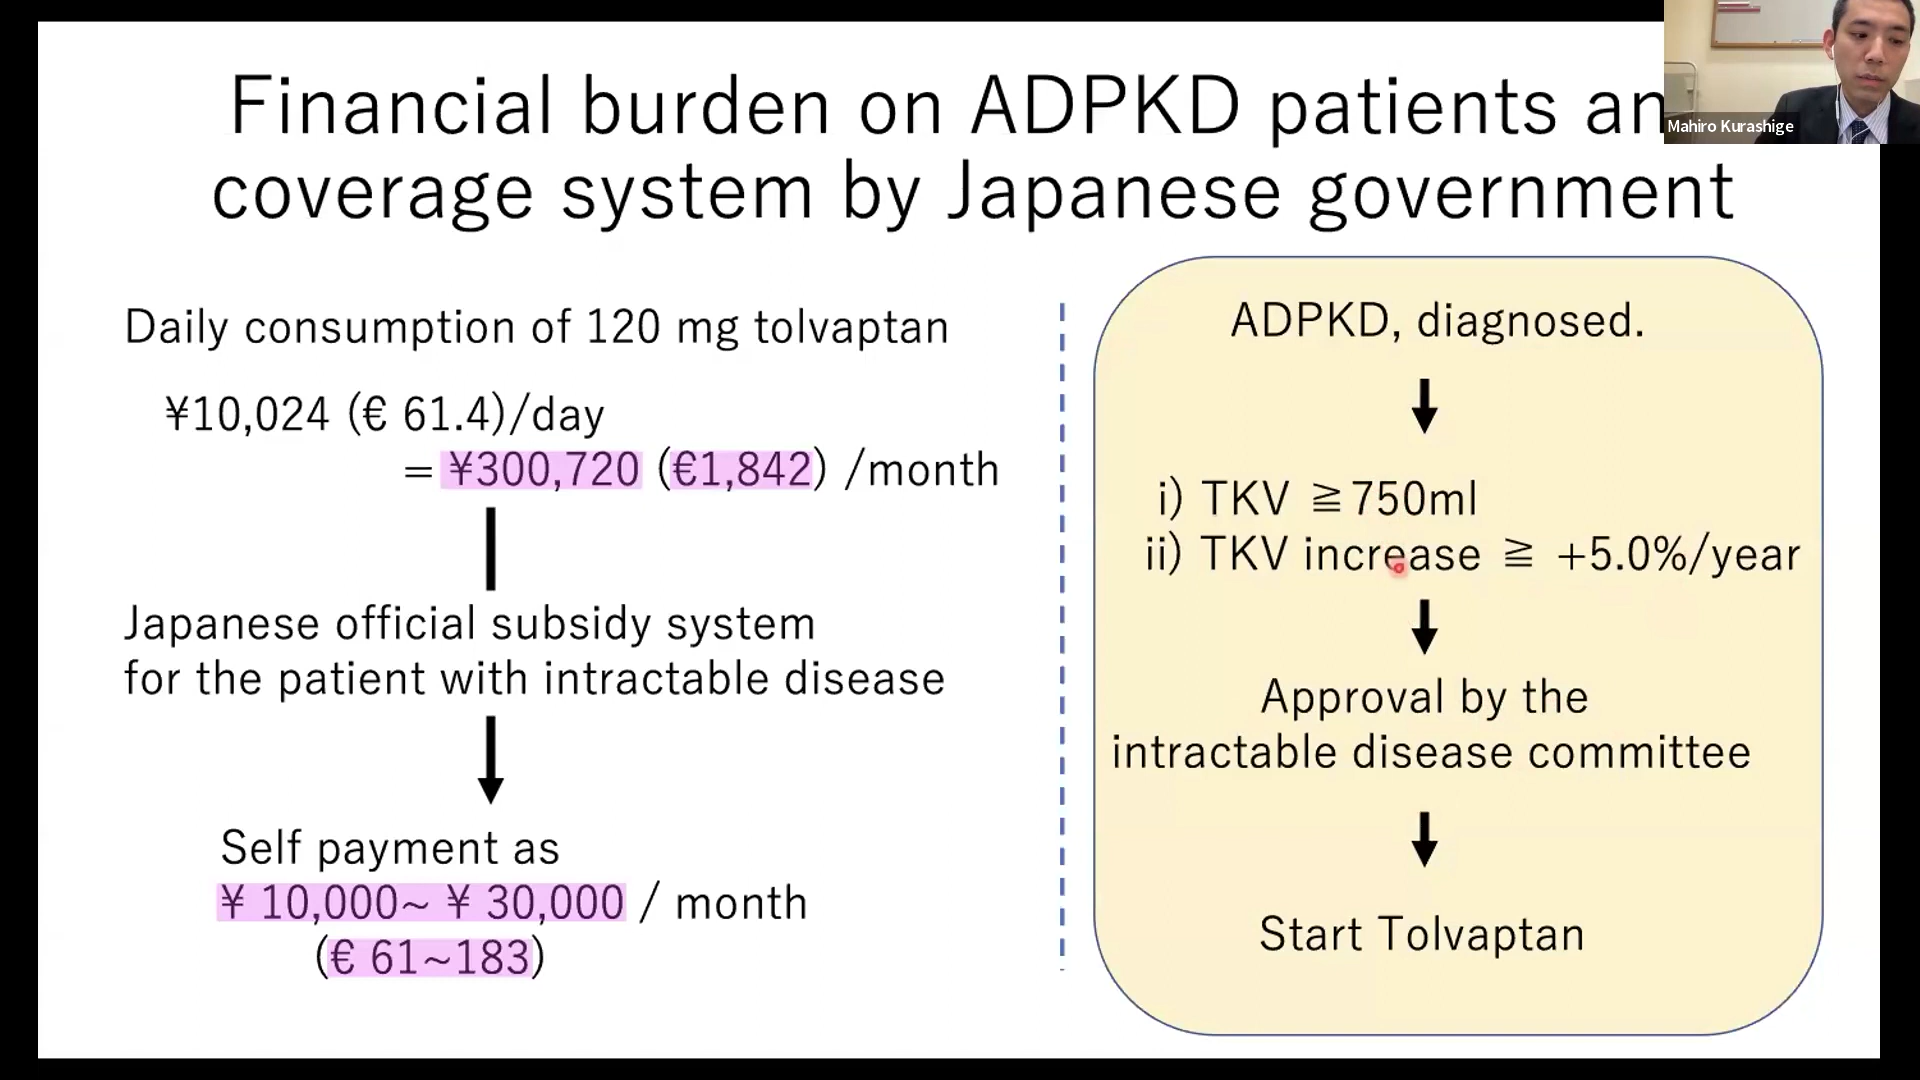 Financial burden on ADPKD patients an
coverage system by Japanese government
Daily consumption of 120 mg tolvaptan
¥10,024 (€ 61.4)/day
= ¥300,720 (€1,842) /month
Japanese official subsidy system
for the patient with intractable disease
Self payment as
¥ 10,000~ ¥ 30,000 / month
(€ 61~183)
ADPKD, diagnosed.
i) TKV ≧750ml
ii) TKV increase ≧ +5.0%/year
Approval by the
intractable disease committee
Start Tolvaptan
Mahiro Kurashige